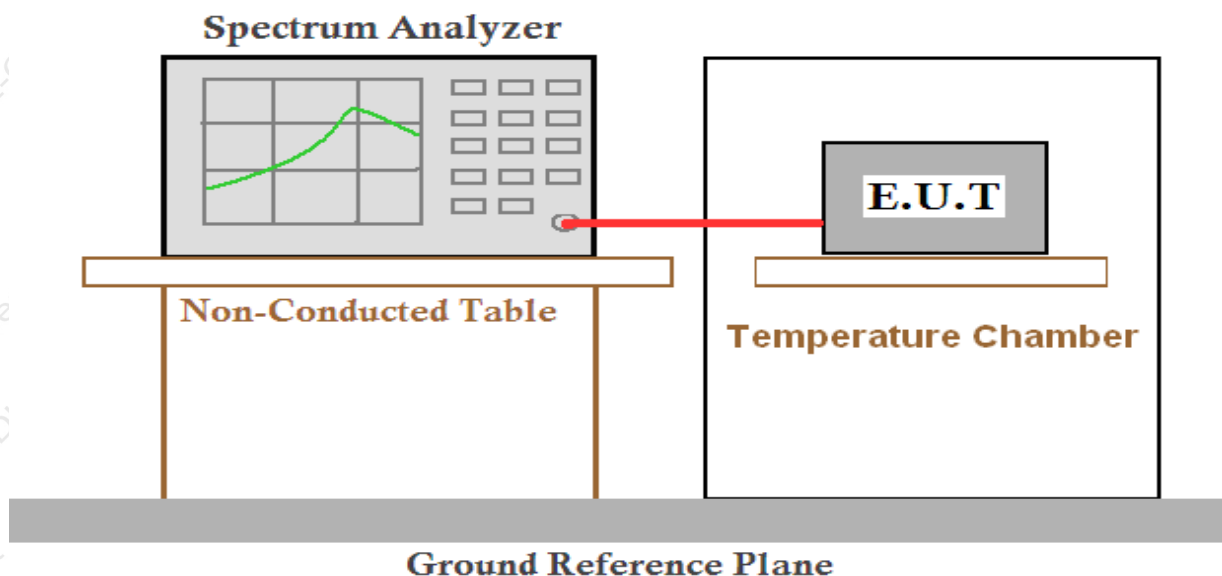 Spectrum Analyzer
E.U.T
Non-Conducted Table
Temperature Chamber
Ground Reference Plane